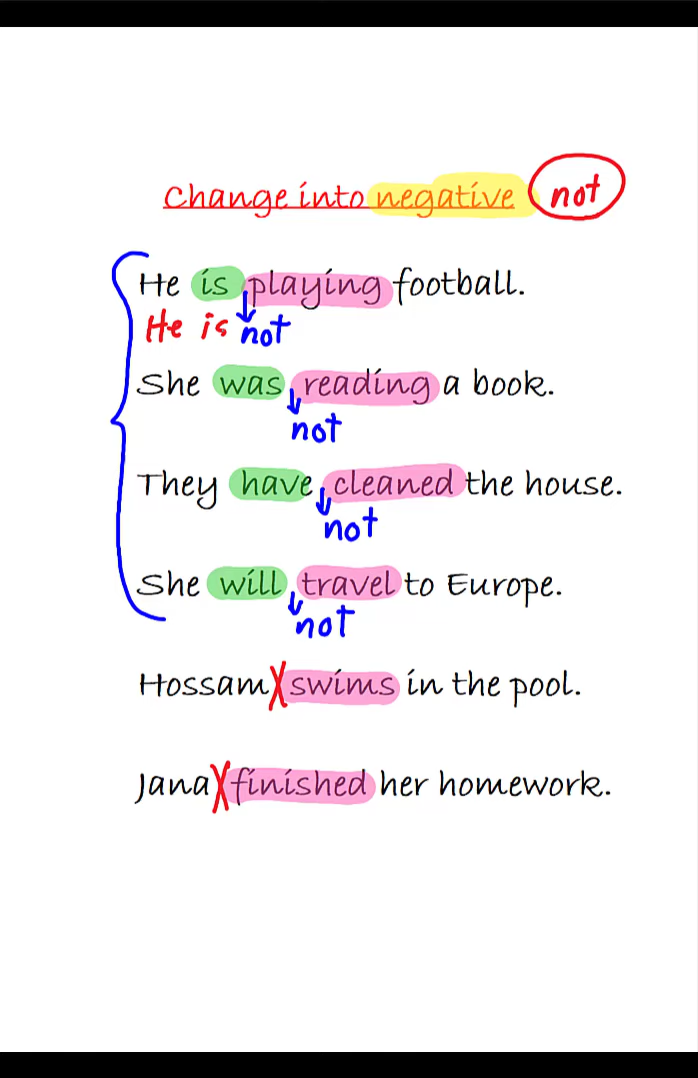 Change into negative not
He is playing football.
He is not
She was reading a book.
not
They have cleaned the house.
not
She will travel to Europe.
not
Hossam X swims in the pool.
Jana X finished her homework.